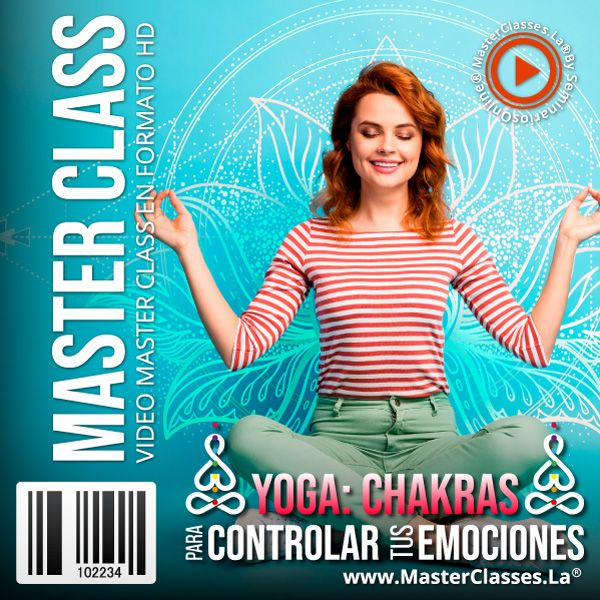 MASTER CLASS
VIDEO MASTER CLASS EN FORMATO HD
MasterClasses.La® By SeminariosOnline®
YOGA: CHAKRAS
PARA CONTROLAR TUS EMOCIONES
102234
www.MasterClasses.La®